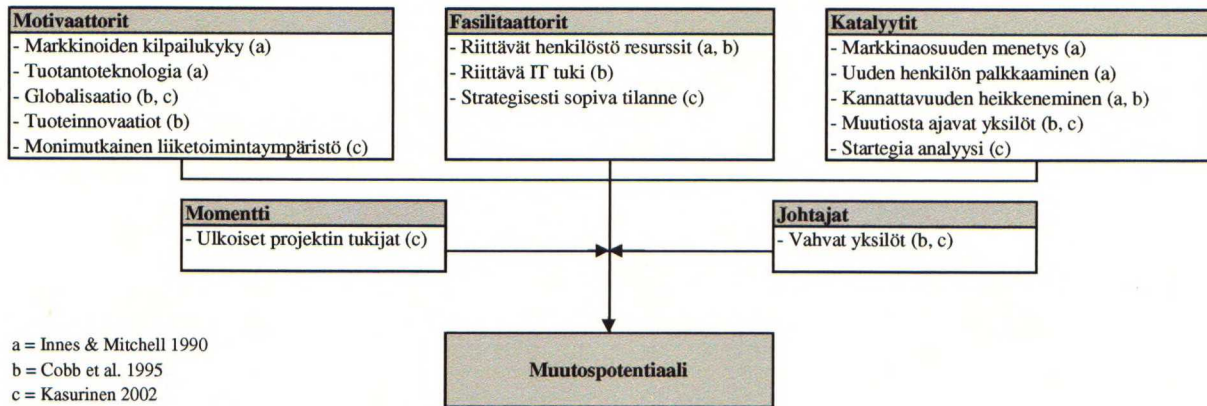 Motivaattorit
- Markkinoiden kilpailukyky (a)
- Tuotantoteknologia (a)
- Globalisaatio (b, c)
- Tuoteinnovaatiot (b)
- Monimutkainen liiketoimintaympäristö (c)
Fasilitaattorit
- Riittävät henkilöstö resurssit (a, b)
- Riittävä IT tuki (b)
- Strategisesti sopiva tilanne (c)
Katalyytit
- Markkinaosuuden menetys (a)
- Uuden henkilön palkkaaminen (a)
- Kannattavuuden heikkeneminen (a, b)
- Muutiosta ajavat yksilöt (b, c)
- Startegia analyysi (c)
Momentti
- Ulkoiset projektin tukijat (c)
Johtajat
- Vahvat yksilöt (b, c)
Muutospotentiaali
a = Innes & Mitchell 1990
b = Cobb et al. 1995
c = Kasurinen 2002